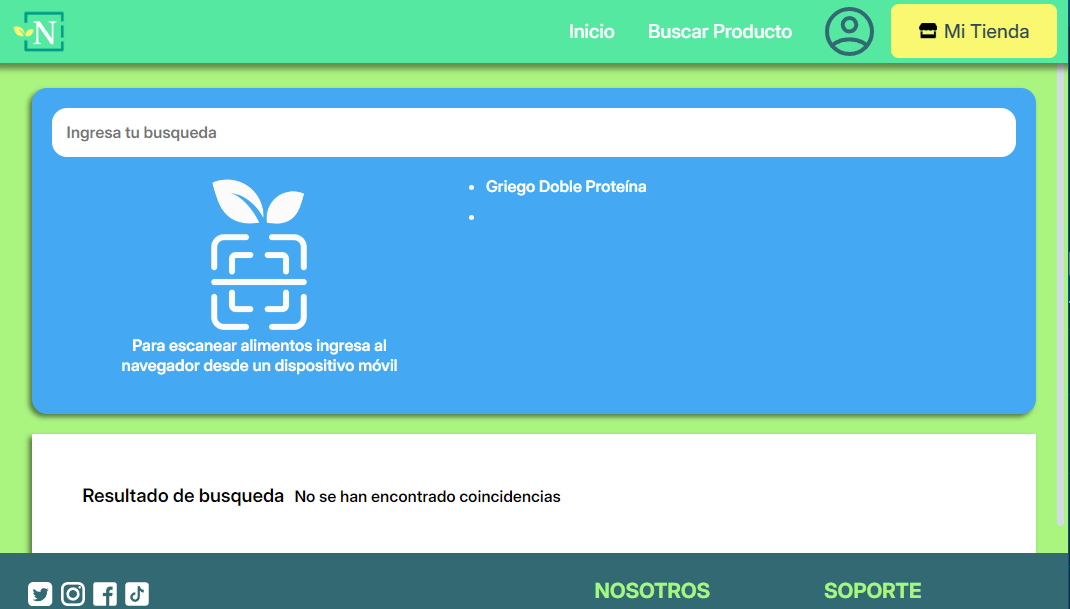 N
Inicio
Buscar Producto
Mi Tienda
Ingresa tu busqueda
Griego Doble Proteína
Para escanear alimentos ingresa al
navegador desde un dispositivo móvil
Resultado de busqueda No se han encontrado coincidencias
NOSOTROS
SOPORTE